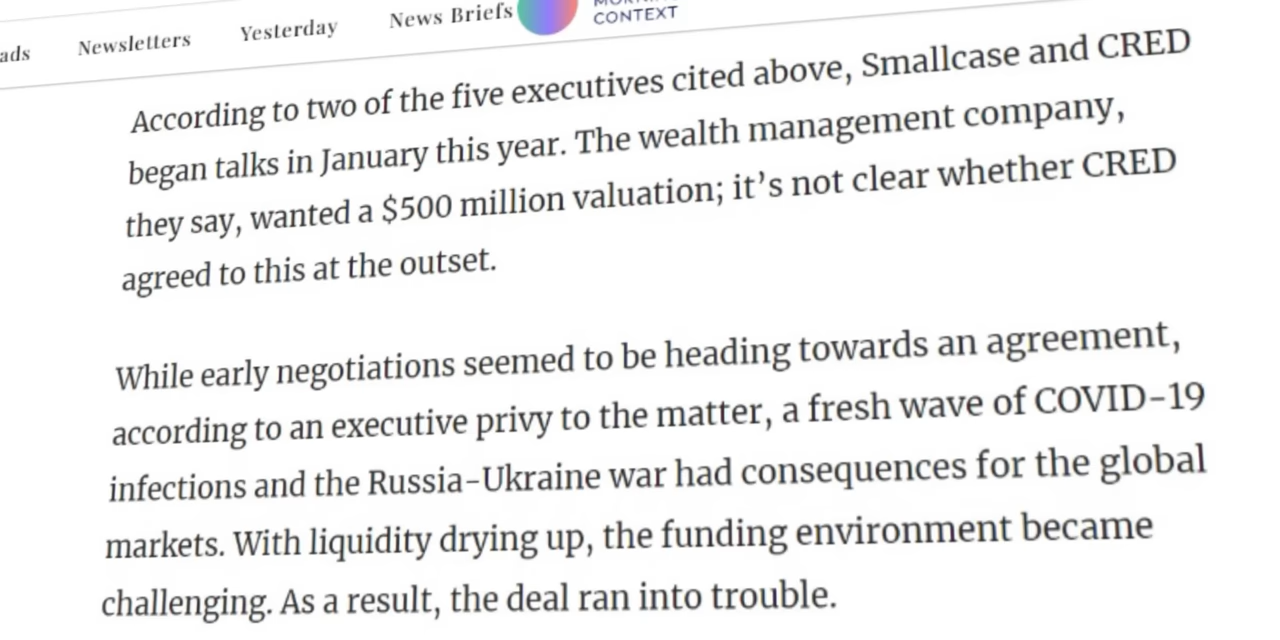 ads Newsletters Yesterday News Briefs
CONTEXT
According to two of the five executives cited above, Smallcase and CRED
began talks in January this year. The wealth management company,
they say, wanted a $500 million valuation; it’s not clear whether CRED
agreed to this at the outset.
While early negotiations seemed to be heading towards an agreement,
according to an executive privy to the matter, a fresh wave of COVID-19
infections and the Russia-Ukraine war had consequences for the global
markets. With liquidity drying up, the funding environment became
challenging. As a result, the deal ran into trouble.